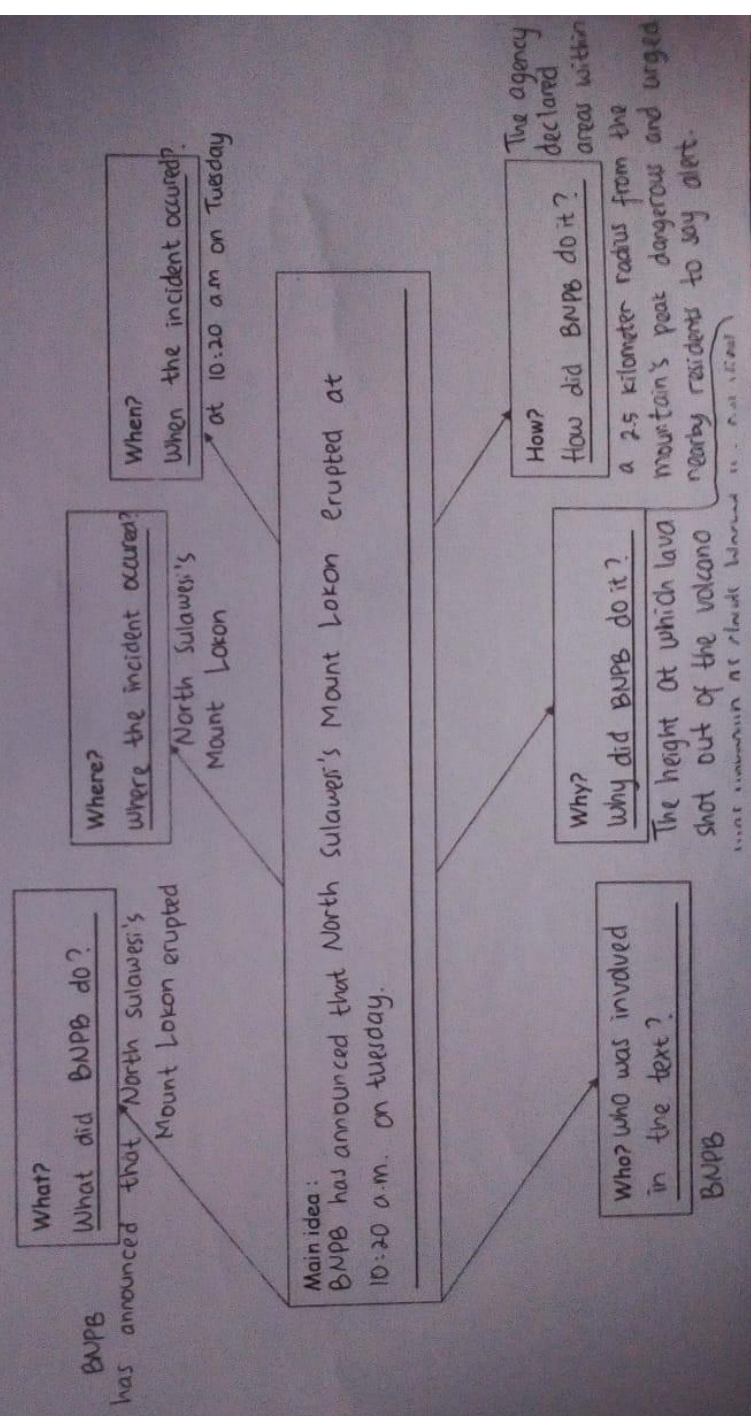 What?
What did BNPB do?
BNPB
has announced that North Sulawesi's
Mount Lokon erupted
Where?
where the incident occured?
North Sulawesi's
Mount Lokon
When?
When the incident occured?
at 10:20 am on Tuesday
Main idea:
BNPB has announced that North Sulawesi's Mount Lokon erupted at
10:20 a.m. on tuesday.
Who? who was involved
in the text?
BNPB
Why?
Why did BNPB do it?
The height at which lava
shot out of the volcano
was unknown as clouds
How?
How did BNPB do it?
The agency
declared
areas within
a 2.5 kilometer radius from the
mountain's peak dangerous and urged
nearby residents to say alert.